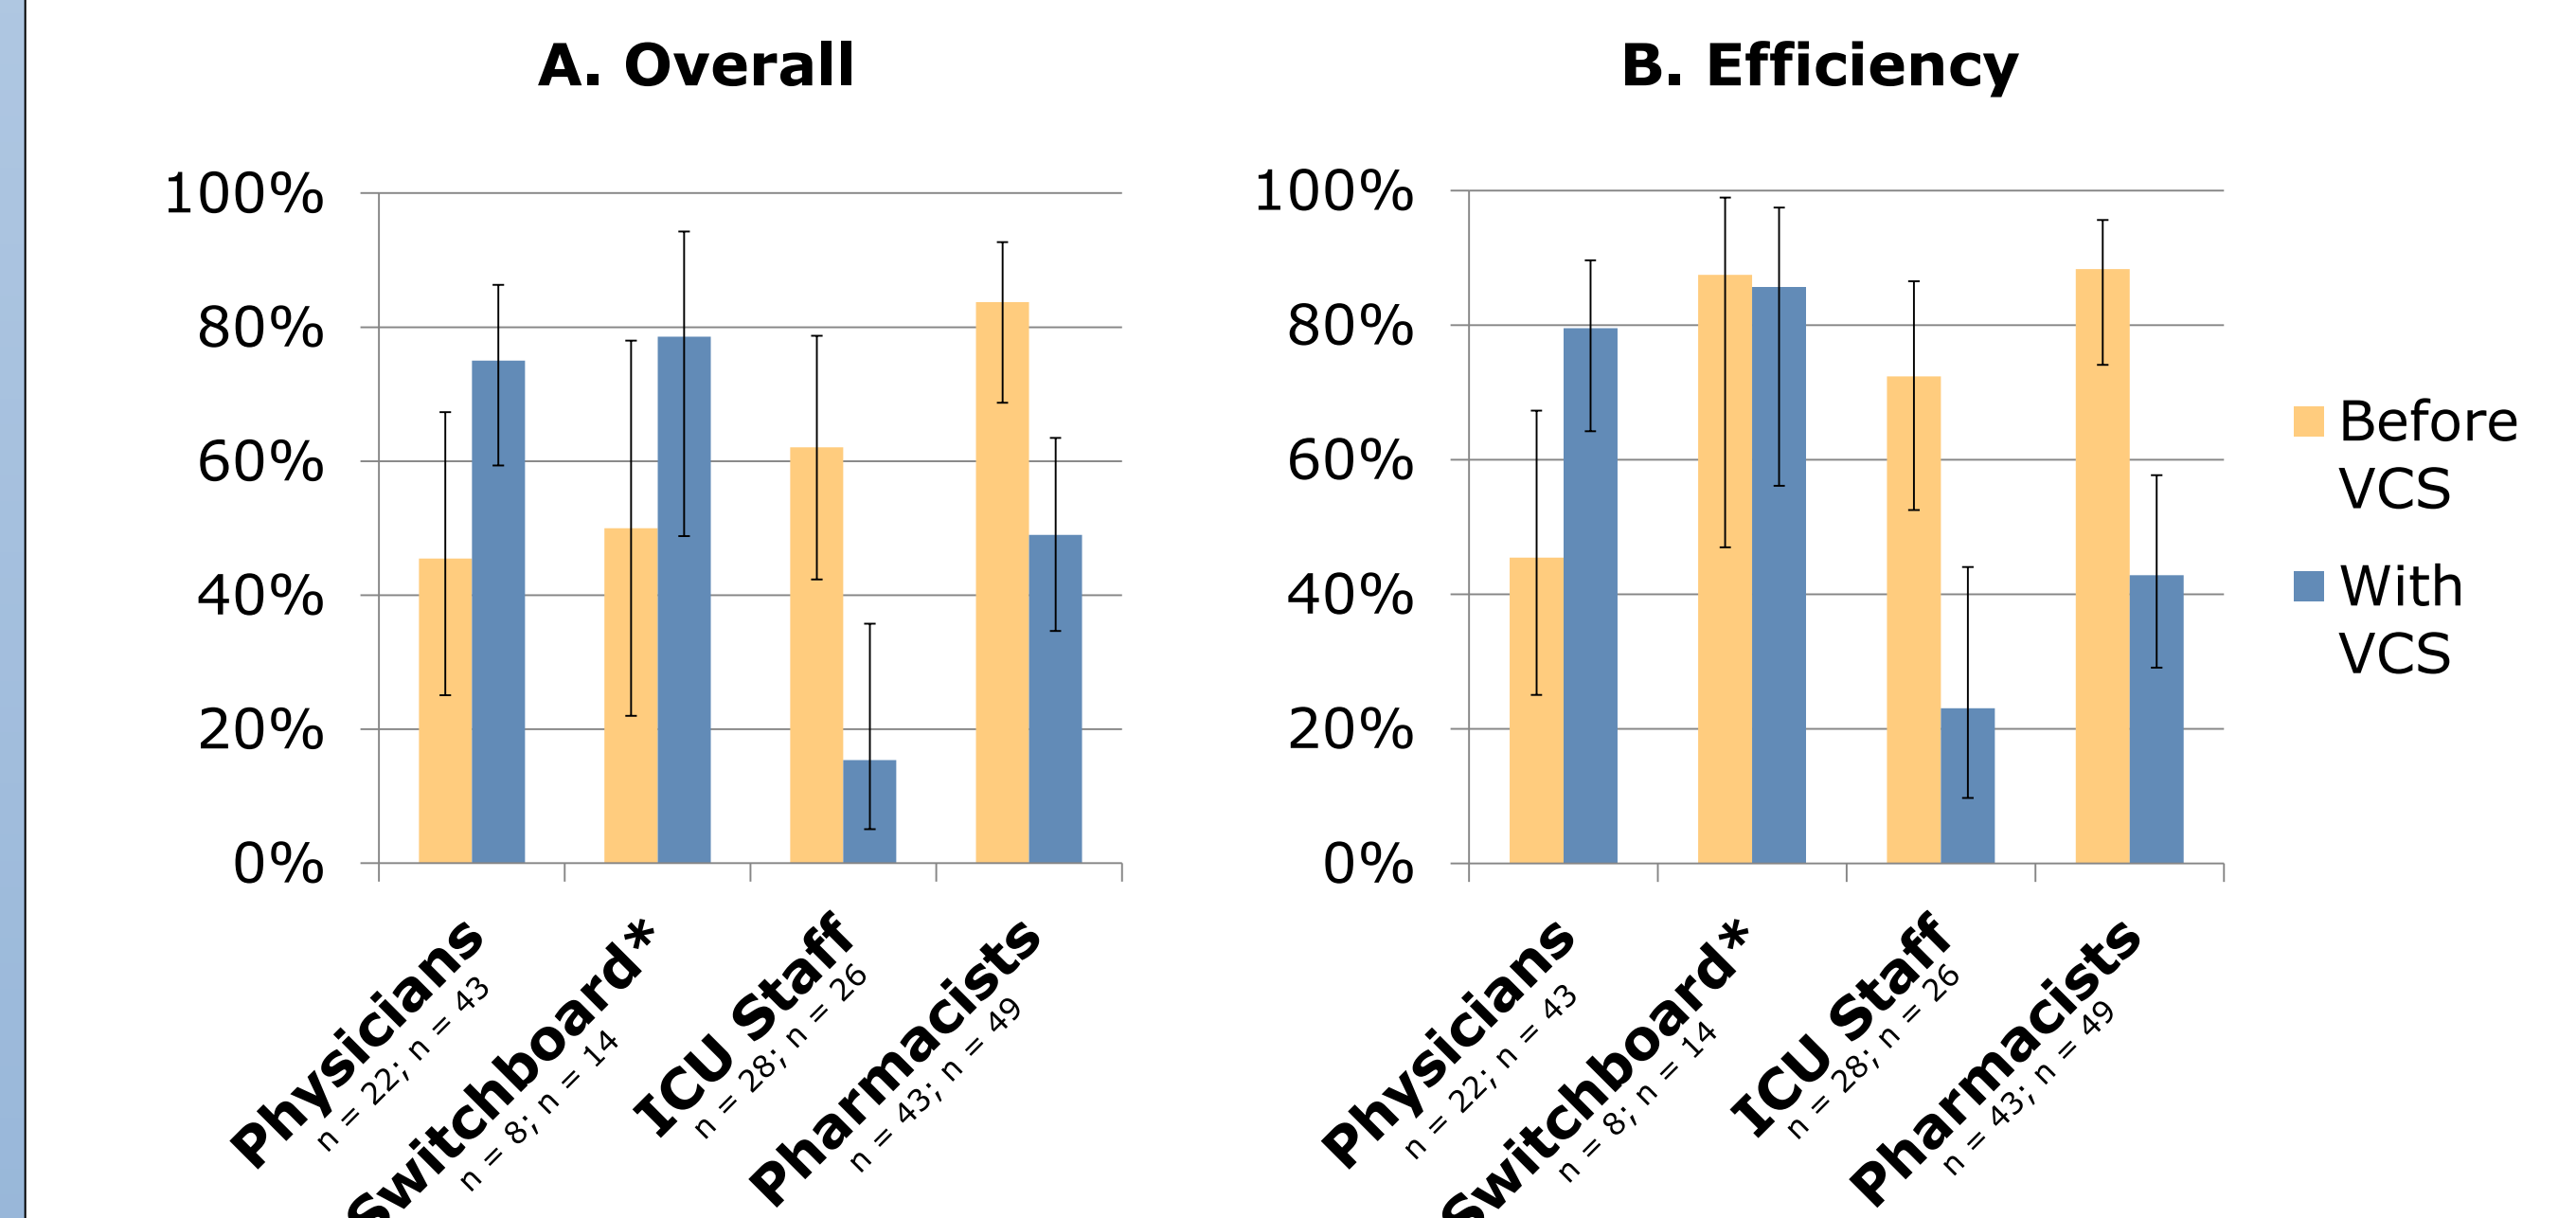 A. Overall
100%
80%
60%
40%
20%
0%
Physicians
n = 22; n = 43
Switchboard*
n = 8; n = 14
ICU Staff
n = 28; n = 26
Pharmacists
n = 43; n = 49
B. Efficiency
100%
80%
60%
40%
20%
0%
Physicians
n = 22; n = 43
Switchboard*
n = 8; n = 14
ICU Staff
n = 28; n = 26
Pharmacists
n = 43; n = 49
Before
VCS
With
VCS